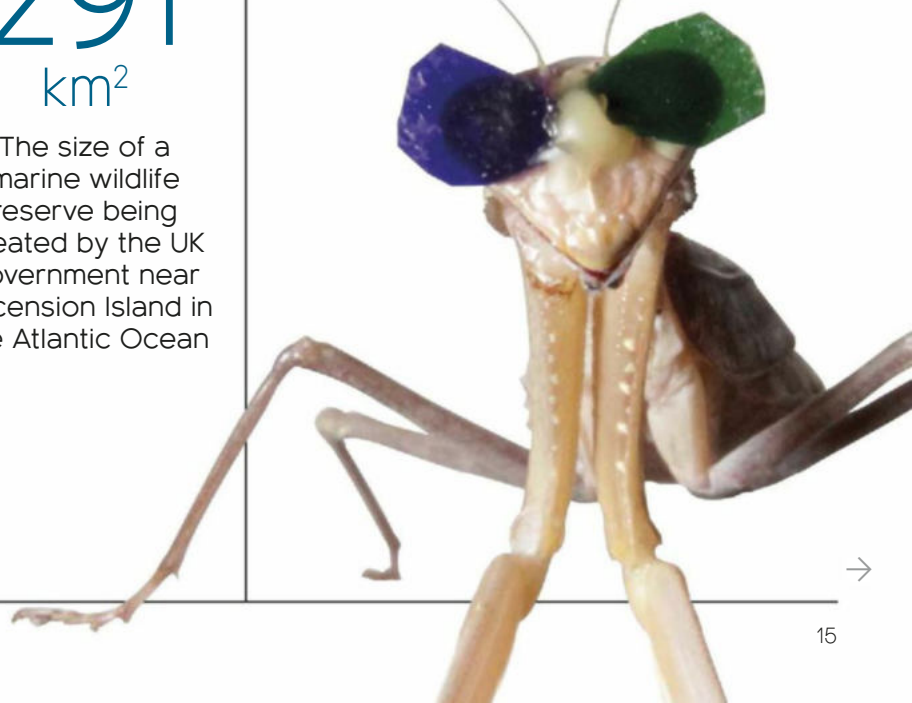 291
km²
The size of a
marine wildlife
reserve being
eated by the UK
overnment near
cension Island in
e Atlantic Ocean
15